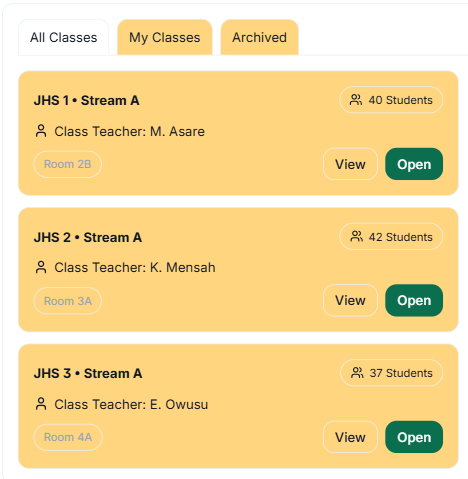 All Classes My Classes Archived
JHS 1 • Stream A 40 Students
Class Teacher: M. Asare
Room 2B View Open
JHS 2 • Stream A 42 Students
Class Teacher: K. Mensah
Room 3A View Open
JHS 3 • Stream A 37 Students
Class Teacher: E. Owusu
Room 4A View Open